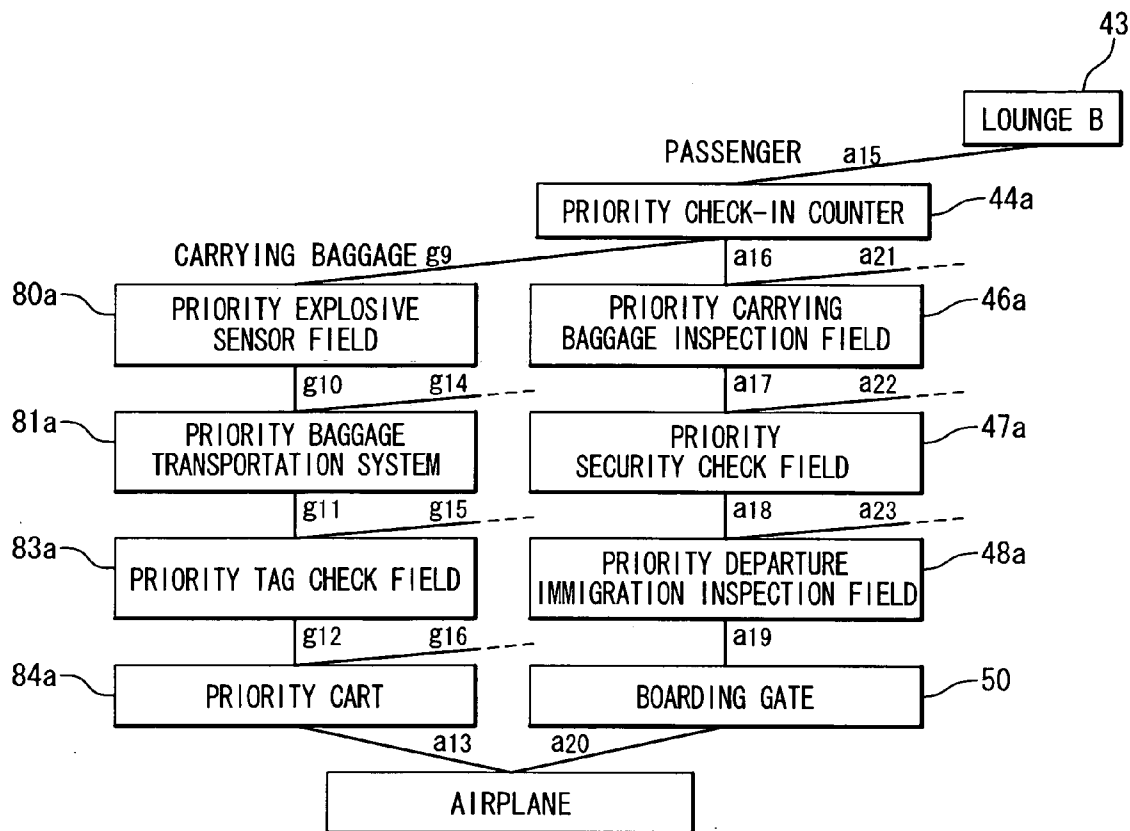 43
LOUNGE B
PASSENGER a15
PRIORITY CHECK-IN COUNTER
44a
CARRYING BAGGAGE g9
a16
a21
80a
PRIORITY EXPLOSIVE
SENSOR FIELD
PRIORITY CARRYING
BAGGAGE INSPECTION FIELD
46a
g10
g14
a17
a22
81a
PRIORITY BAGGAGE
TRANSPORTATION SYSTEM
PRIORITY
SECURITY CHECK FIELD
47a
g11
g15
a18
a23
83a
PRIORITY TAG CHECK FIELD
PRIORITY DEPARTURE
IMMIGRATION INSPECTION FIELD
48a
g12
g16
a19
84a
PRIORITY CART
BOARDING GATE
50
a13
a20
AIRPLANE